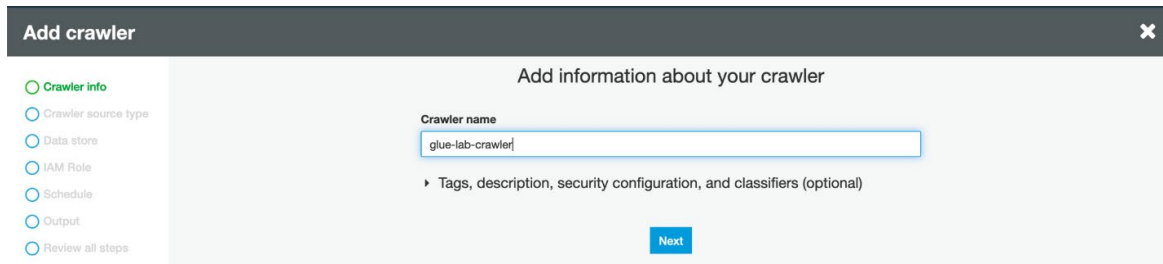 Add crawler
Crawler info
Crawler source type
Data store
IAM Role
Schedule
Output
Review all steps
Add information about your crawler
Crawler name
glue-lab-crawler
Tags, description, security configuration, and classifiers (optional)
Next